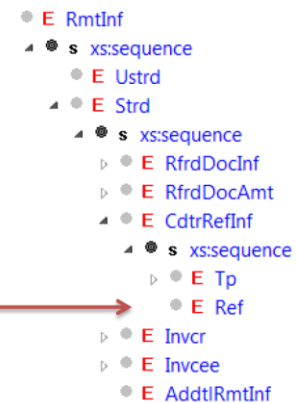 E RmtInf
s xs:sequence
E Ustrd
E Strd
s xs:sequence
E RfrdDocInf
E RfrdDocAmt
E CdtrRefInf
s xs:sequence
E Tp
E Ref
E Invcr
E Invcee
E AddtlRmtInf